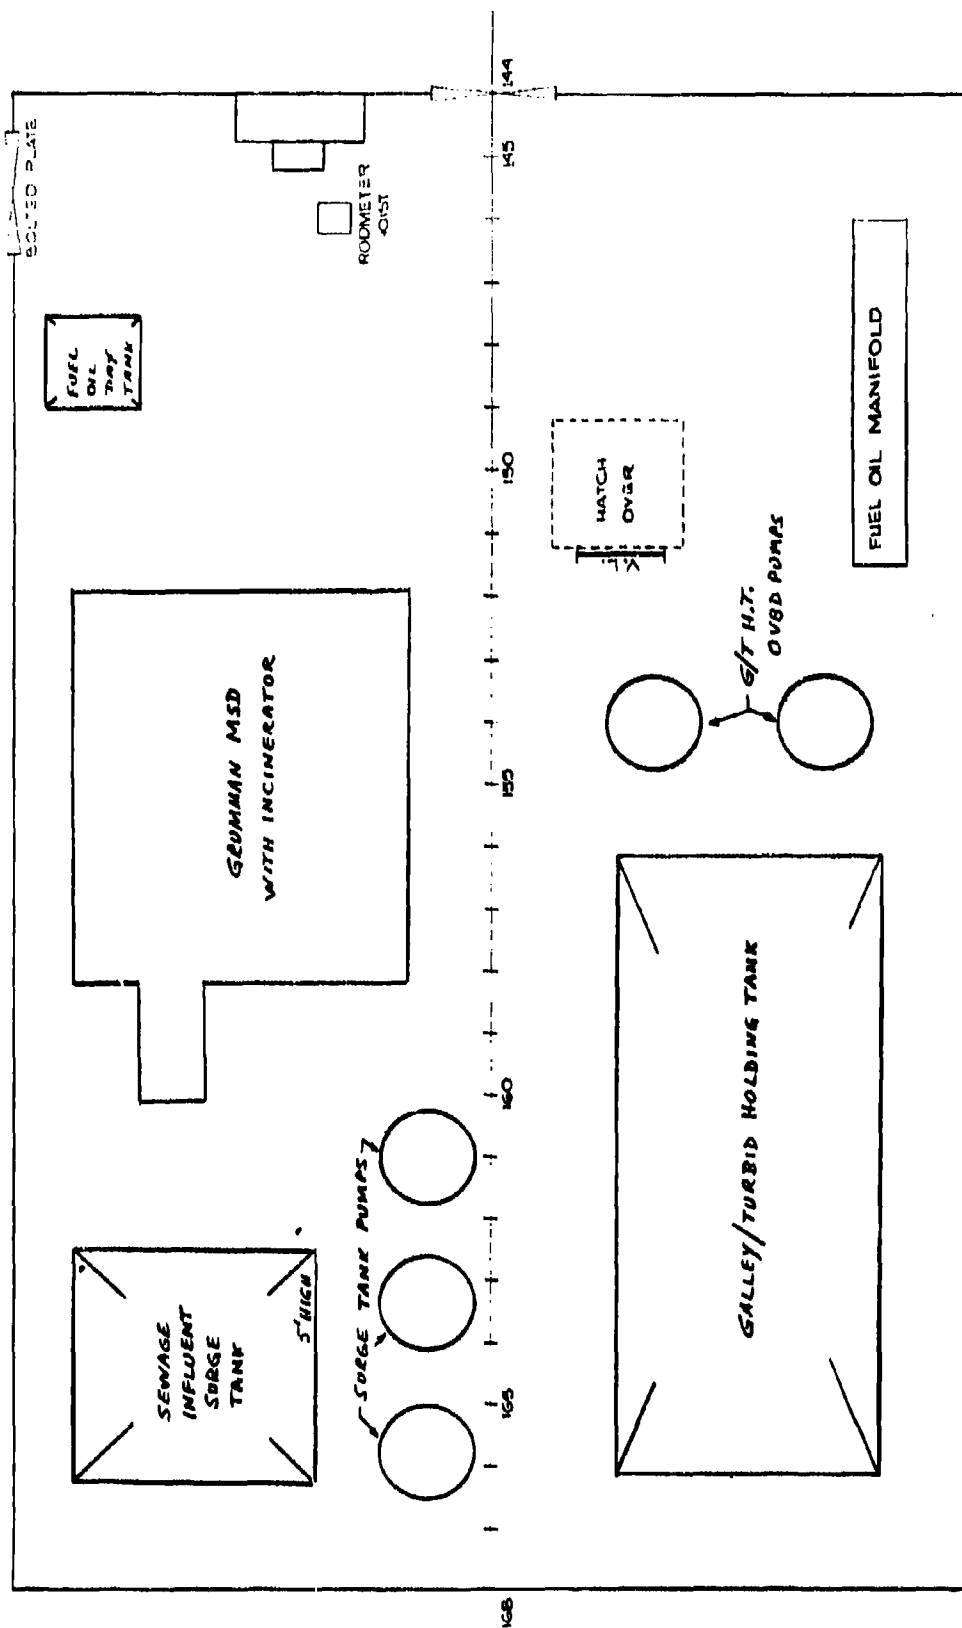 BOLTED PLATE
RODMETER
FUEL
OIL
DAY
TANK
144
145
150
155
160
165
168
HATCH
OVER
FUEL OIL MANIFOLD
G/T H.T.
OVBD PUMPS
GRUMMAN MSD
WITH INCINERATOR
SURGE TANK PUMPS
SEWAGE
INFLUENT
SURGE
TANK
5' HIGH
GALLEY/TURBID HOLDING TANK